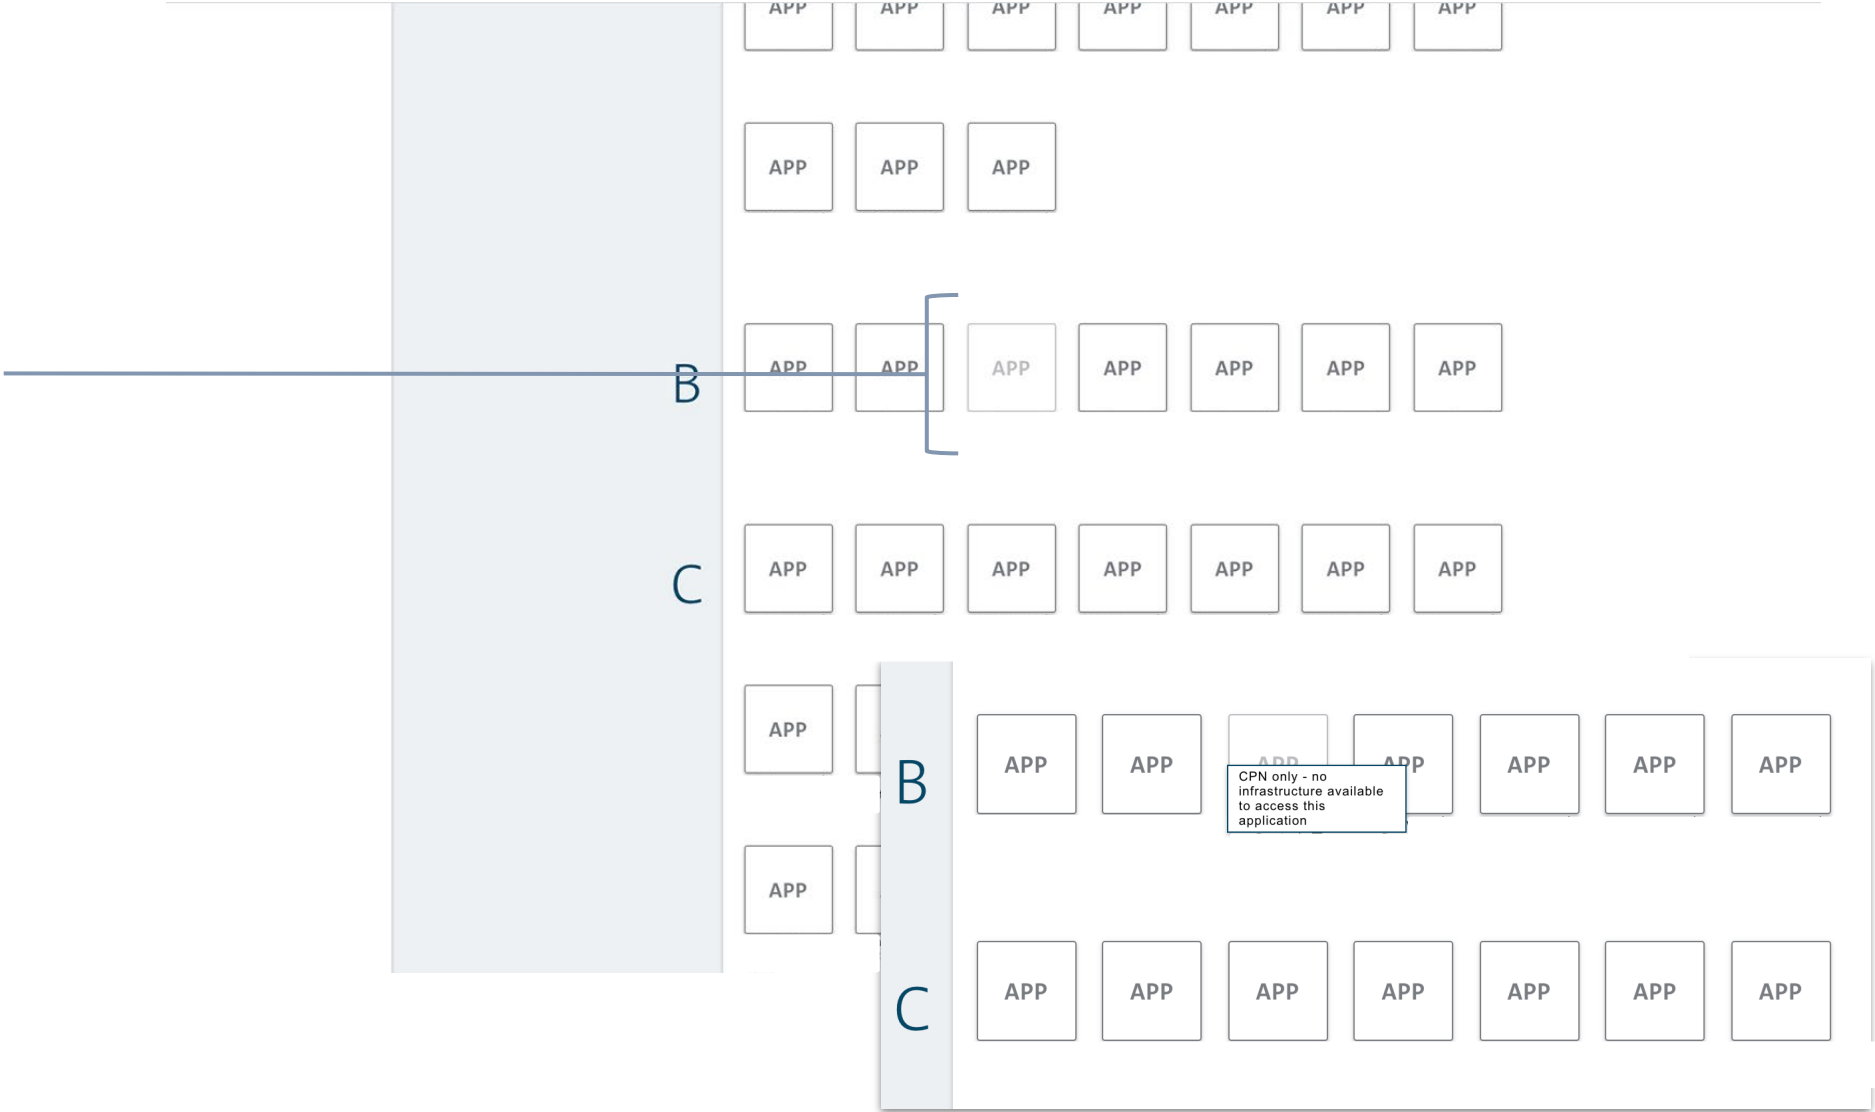 APP APP APP APP APP APP APP
APP APP APP
B APP APP APP APP APP APP APP
C APP APP APP APP APP APP APP
APP
APP
B APP APP APP APP APP APP APP
CPN only - no
infrastructure available
to access this
application
C APP APP APP APP APP APP APP